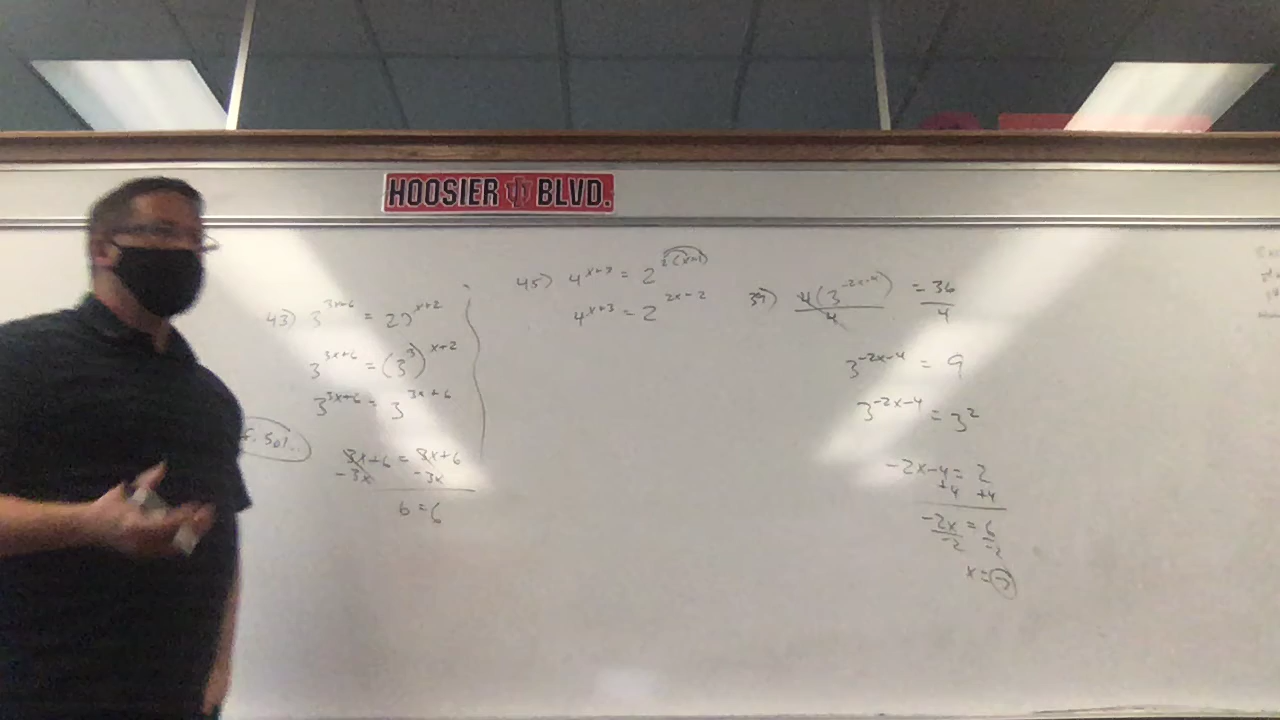 HOOSIER BLVD.
43) 3^{3x+6} = 27^{x+2}
3^{3x+6} = (3^3)^{x+2}
3^{3x+6} = 3^{3x+6}
Sol.
3x+6 = 3x+6
-3x -3x
6 = 6
45) 4^{x+3} = 2^{2(x-1)}
4^{x+3} = 2^{2x-2}
39) 4(3^{-2x-4}) = 36
4 4
3^{-2x-4} = 9
3^{-2x-4} = 3^2
-2x-4 = 2
+4 +4
-2x = 6
-2 -2
x =